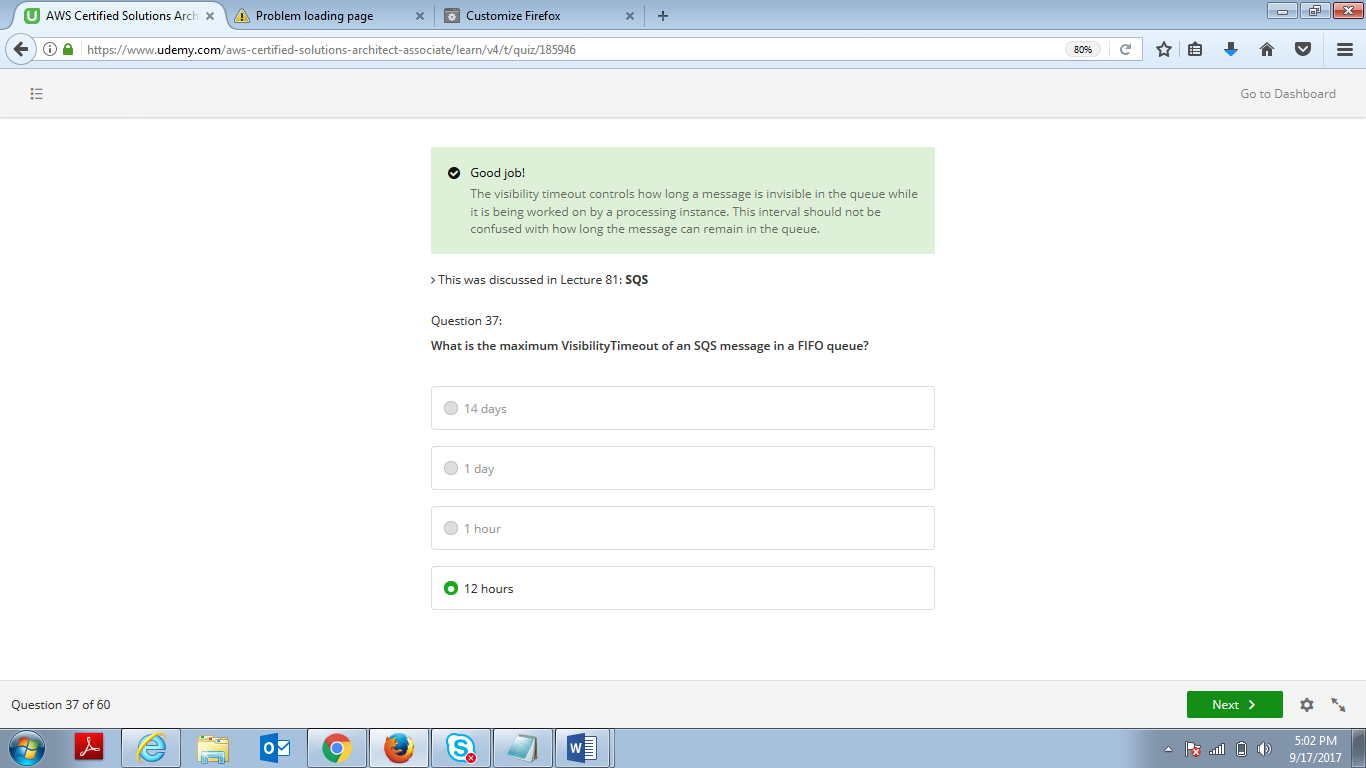 AWS Certified Solutions Arch
Problem loading page
Customize Firefox
https://www.udemy.com/aws-certified-solutions-architect-associate/learn/v4/t/quiz/185946
80%
Go to Dashboard
Good job!
The visibility timeout controls how long a message is invisible in the queue while
it is being worked on by a processing instance. This interval should not be
confused with how long the message can remain in the queue.
> This was discussed in Lecture 81: SQS
Question 37:
What is the maximum VisibilityTimeout of an SQS message in a FIFO queue?
14 days
1 day
1 hour
12 hours
Question 37 of 60
Next >
5:02 PM
9/17/2017